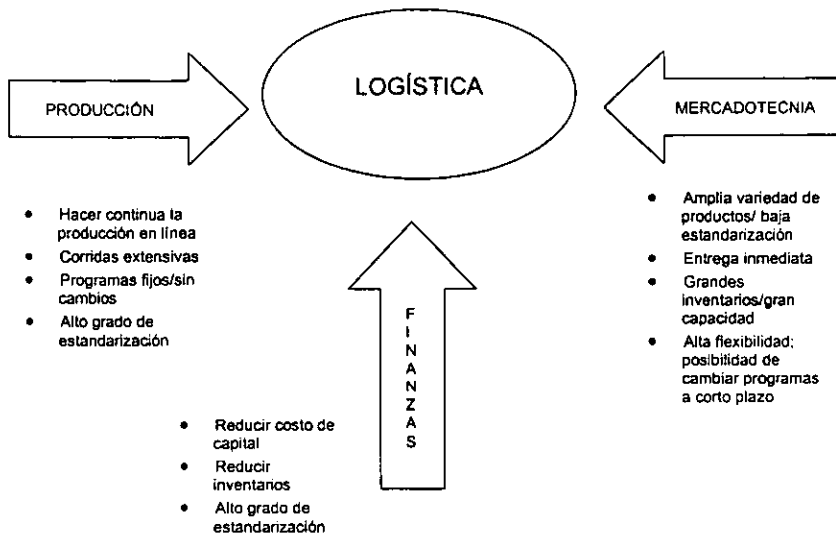 LOGÍSTICA
PRODUCCIÓN
MERCADOTECNIA
• Hacer continua la
producción en línea
• Corridas extensivas
• Programas fijos/sin
cambios
• Alto grado de
estandarización
• Amplia variedad de
productos/ baja
estandarización
• Entrega inmediata
• Grandes
inventarios/gran
capacidad
• Alta flexibilidad;
posibitidad de
cambiar programas
a corto plazo
FINANZAS
• Reducir costo de
capital
• Reducir
inventarios
• Alto grado de
estandarización